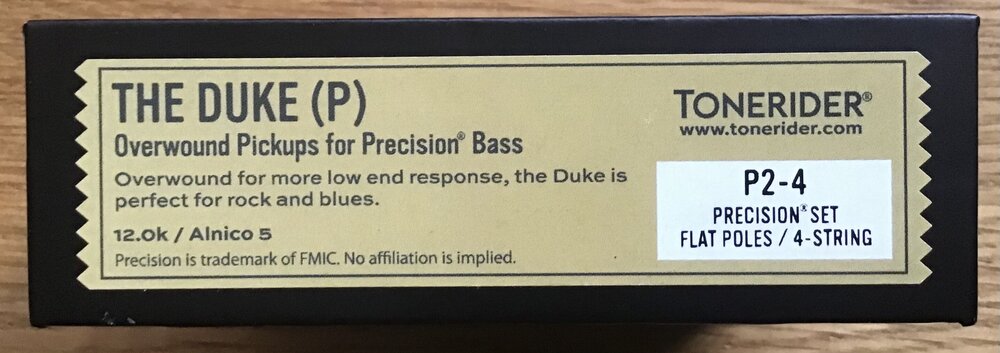 THE DUKE (P)
Overwound Pickups for Precision® Bass
Overwound for more low end response, the Duke is
perfect for rock and blues.
12.0k / Alnico 5
Precision is trademark of FMIC. No affiliation is implied.
TONERIDER®
www.tonerider.com
P2-4
PRECISION® SET
FLAT POLES / 4-STRING